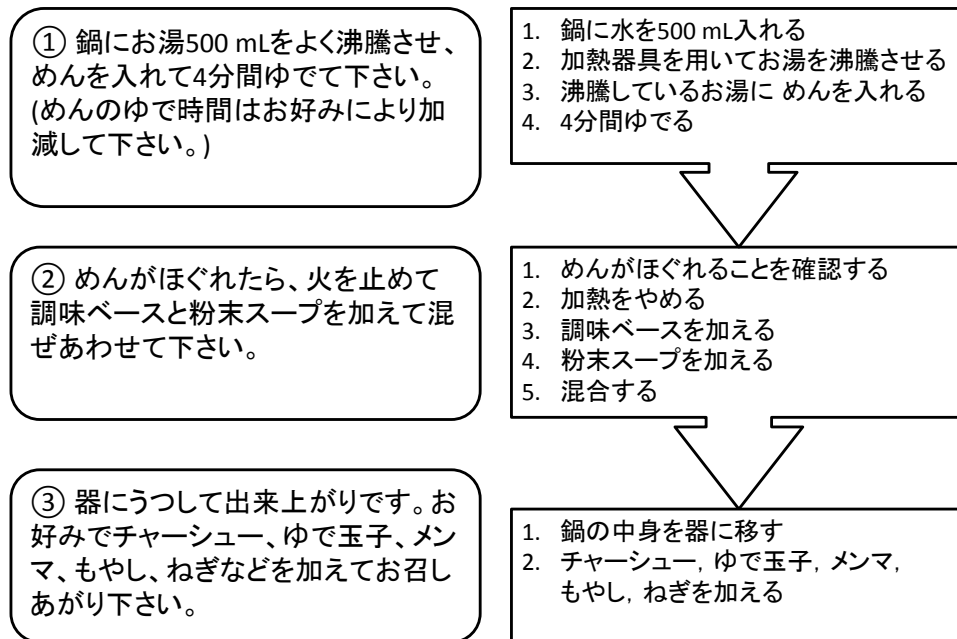 ① 鍋にお湯500 mLをよく沸騰させ、
めんを入れて4分間ゆでて下さい。
(めんのゆで時間はお好みにより加
減して下さい。)
1. 鍋に水を500 mL入れる
2. 加熱器具を用いてお湯を沸騰させる
3. 沸騰しているお湯に めんを入れる
4. 4分間ゆでる
② めんがほぐれたら、火を止めて
調味ベースと粉末スープを加えて混
ぜあわせて下さい。
1. めんがほぐれることを確認する
2. 加熱をやめる
3. 調味ベースを加える
4. 粉末スープを加える
5. 混合する
③ 器にうつして出来上がりです。お
好みでチャーシュー、ゆで玉子、メン
マ、もやし、ねぎなどを加えてお召し
あがり下さい。
1. 鍋の中身を器に移す
2. チャーシュー, ゆで玉子, メンマ,
もやし, ねぎを加える